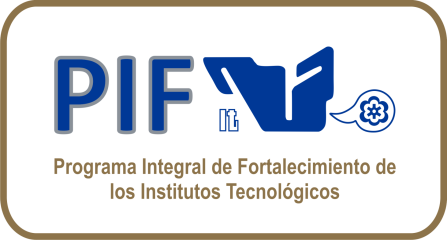 PIF
It
Programa Integral de Fortalecimiento de
los Institutos Tecnológicos